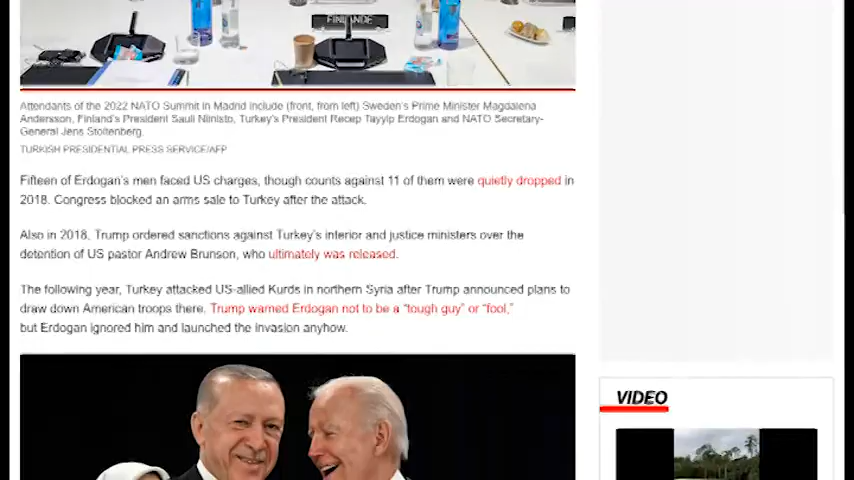 FINLANDE
Attendants of the 2022 NATO Summit in Madrid include (front, from left) Sweden's Prime Minister Magdalena
Andersson, Finland's President Sauli Niinisto, Turkey's President Recep Tayyip Erdogan and NATO Secretary-
General Jens Stoltenberg.
TURKISH PRESIDENTIAL PRESS SERVICE/AFP
Fifteen of Erdogan's men faced US charges, though counts against 11 of them were quietly dropped in
2018. Congress blocked an arms sale to Turkey after the attack.
Also in 2018, Trump ordered sanctions against Turkey's interior and justice ministers over the
detention of US pastor Andrew Brunson, who ultimately was released.
The following year, Turkey attacked US-allied Kurds in northern Syria after Trump announced plans to
draw down American troops there. Trump warned Erdogan not to be a "tough guy" or "fool,"
but Erdogan ignored him and launched the invasion anyhow.
VIDEO